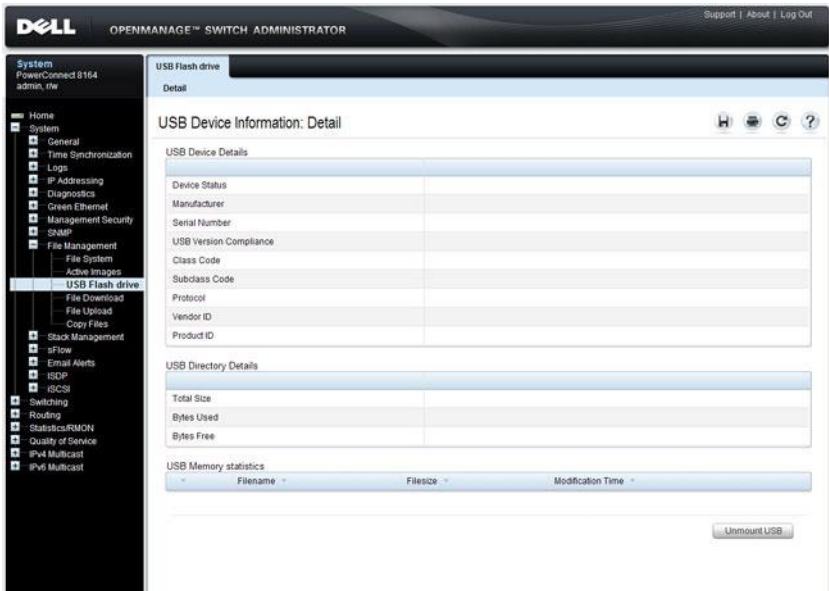 Support | About | Log Out
DELL
OPENMANAGE™ SWITCH ADMINISTRATOR
System
PowerConnect 8164
admin, r/w
Home
System
General
Time Synchronization
Logs
IP Addressing
Diagnostics
Green Ethernet
Management Security
SNMP
File Management
File System
Active Images
USB Flash drive
File Download
File Upload
Copy Files
Stack Management
sFlow
Email Alerts
ISDP
iSCSI
Switching
Routing
Statistics/RMON
Quality of Service
IPv4 Multicast
IPv6 Multicast
USB Flash drive
Detail
USB Device Information: Detail
USB Device Details
Device Status
Manufacturer
Serial Number
USB Version Compliance
Class Code
Subclass Code
Protocol
Vendor ID
Product ID
USB Directory Details
Total Size
Bytes Used
Bytes Free
USB Memory statistics
Filename Filesize Modification Time
Unmount USB